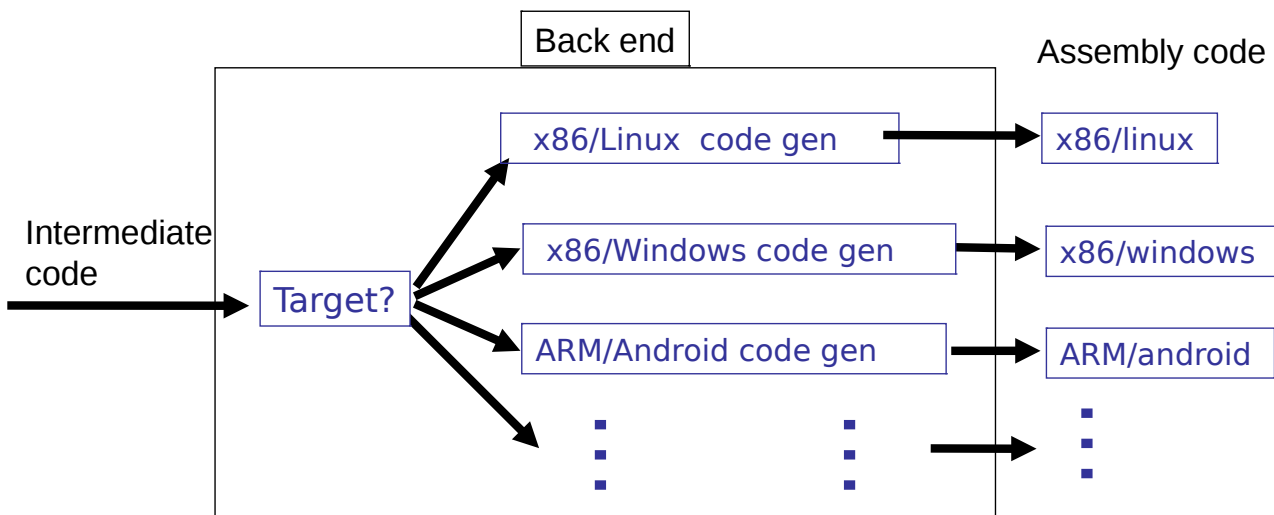 Back end
Assembly code
x86/Linux code gen
x86/linux
Intermediate
code
x86/Windows code gen
x86/windows
Target?
ARM/Android code gen
ARM/android